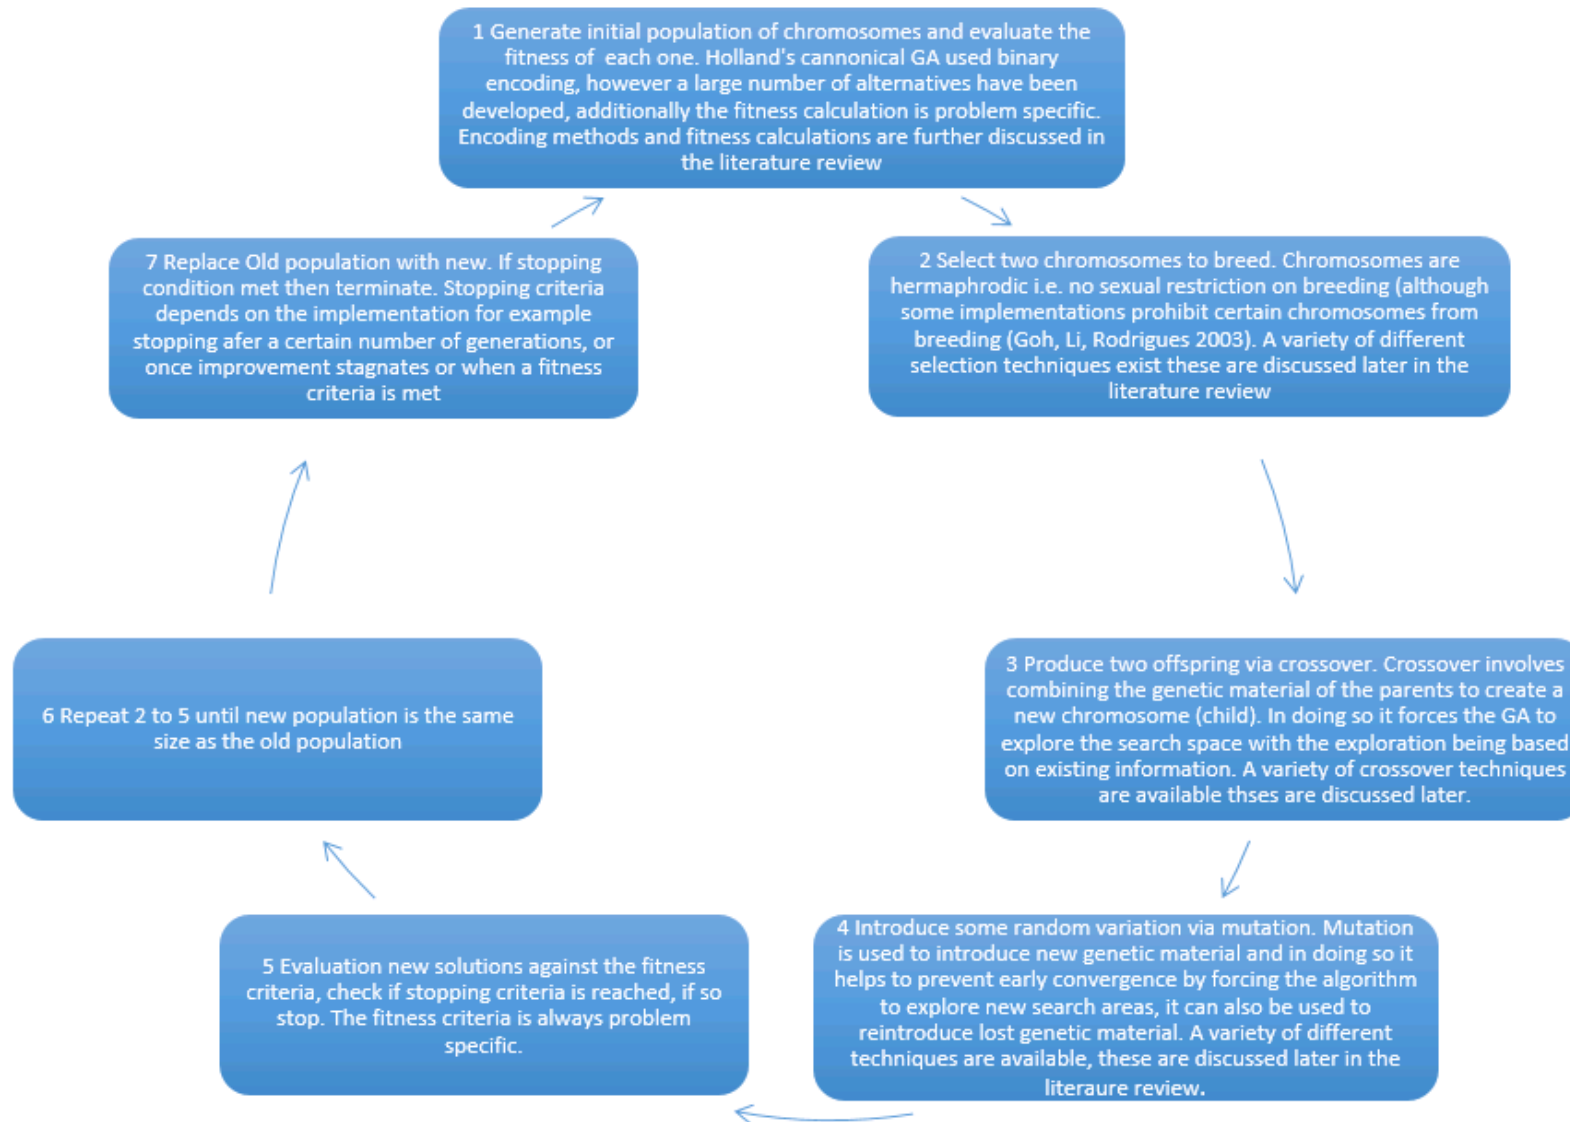 1 Generate initial population of chromosomes and evaluate the
fitness of  each one. Holland's cannonical GA used binary
encoding, however a large number of alternatives have been
developed, additionally the fitness calculation is problem specific.
Encoding methods and fitness calculations are further discussed in
the literature review
2 Select two chromosomes to breed. Chromosomes are
hermaphrodic i.e. no sexual restriction on breeding (although
some implementations prohibit certain chromosomes from
breeding (Goh, Li, Rodrigues 2003). A variety of different
selection techniques exist these are discussed later in the
literature review
3 Produce two offspring via crossover. Crossover involves
combining the genetic material of the parents to create a
new chromosome (child). In doing so it forces the GA to
explore the search space with the exploration being based
on existing information. A variety of crossover techniques
are available thses are discussed later.
4 Introduce some random variation via mutation. Mutation
is used to introduce new genetic material and in doing so it
helps to prevent early convergence by forcing the algorithm
to explore new search areas, it can also be used to
reintroduce lost genetic material. A variety of different
techniques are available, these are discussed later in the
literaure review.
5 Evaluation new solutions against the fitness
criteria, check if stopping criteria is reached, if so
stop. The fitness criteria is always problem
specific.
6 Repeat 2 to 5 until new population is the same
size as the old population
7 Replace Old population with new. If stopping
condition met then terminate. Stopping criteria
depends on the implementation for example
stopping afer a certain number of generations, or
once improvement stagnates or when a fitness
criteria is met